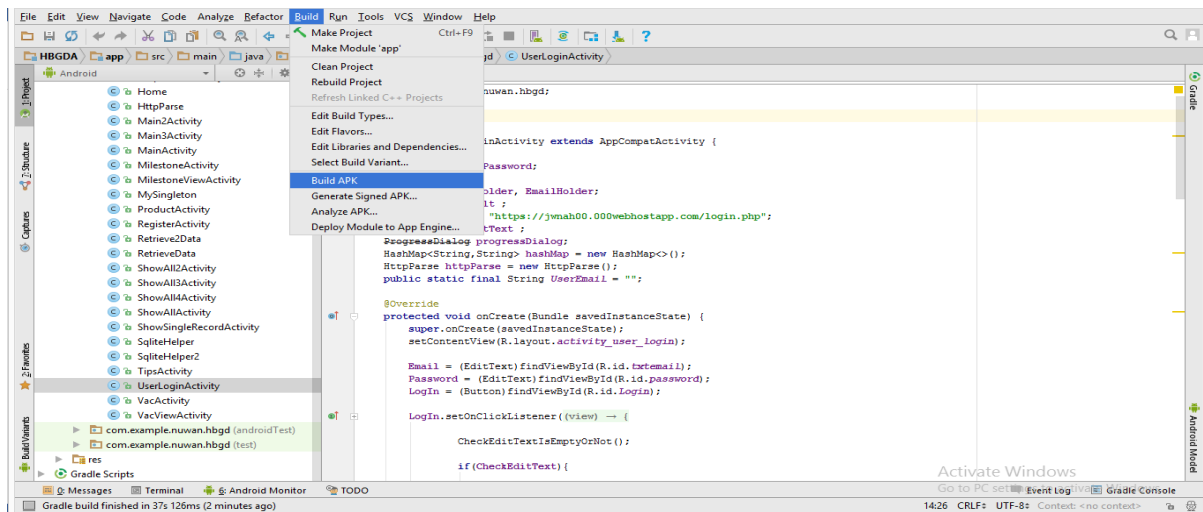 File Edit View Navigate Code Analyze Refactor Build Run Tools VCS Window Help
HBGDA app src main java UserLoginActivity
Android
Home
HttpParse
Main2Activity
Main3Activity
MainActivity
MilestoneActivity
MilestoneViewActivity
MySingleton
ProductActivity
RegisterActivity
Retrieve2Data
RetrieveData
ShowAll2Activity
ShowAll3Activity
ShowAll4Activity
ShowAllActivity
ShowSingleRecordActivity
SqliteHelper
SqliteHelper2
TipsActivity
UserLoginActivity
VacActivity
VacViewActivity
com.example.nuwan.hbgd (androidTest)
com.example.nuwan.hbgd (test)
res
Gradle Scripts
Make Project Ctrl+F9
Make Module 'app'
Clean Project
Rebuild Project
Refresh Linked C++ Projects
Edit Build Types...
Edit Flavors...
Edit Libraries and Dependencies...
Select Build Variant...
Build APK
Generate Signed APK...
Analyze APK...
Deploy Module to App Engine...
nuwan.hbgd;
inActivity extends AppCompatActivity {
Password;
older, EmailHolder;
lt ;
"https://jwnah00.000webhostapp.com/login.php";
tText ;
ProgressDialog progressDialog;
HashMap<String,String> hashMap = new HashMap<>();
HttpParse httpParse = new HttpParse();
public static final String UserEmail = "";
@Override
protected void onCreate(Bundle savedInstanceState) {
super.onCreate(savedInstanceState);
setContentView(R.layout.activity_user_login);
Email = (EditText)findViewById(R.id.txtemail);
Password = (EditText)findViewById(R.id.password);
LogIn = (Button)findViewById(R.id.Login);
LogIn.setOnClickListener((view) → {
CheckEditTextIsEmptyOrNot();
if(CheckEditText){
1: Project
7: Structure
Captures
2: Favorites
Build Variants
Gradle
Android Model
Activate Windows
Go to PC
0: Messages Terminal 6: Android Monitor TODO Event Log Gradle Console
Gradle build finished in 37s 126ms (2 minutes ago) 14:26 CRLF UTF-8 Context: <no context>